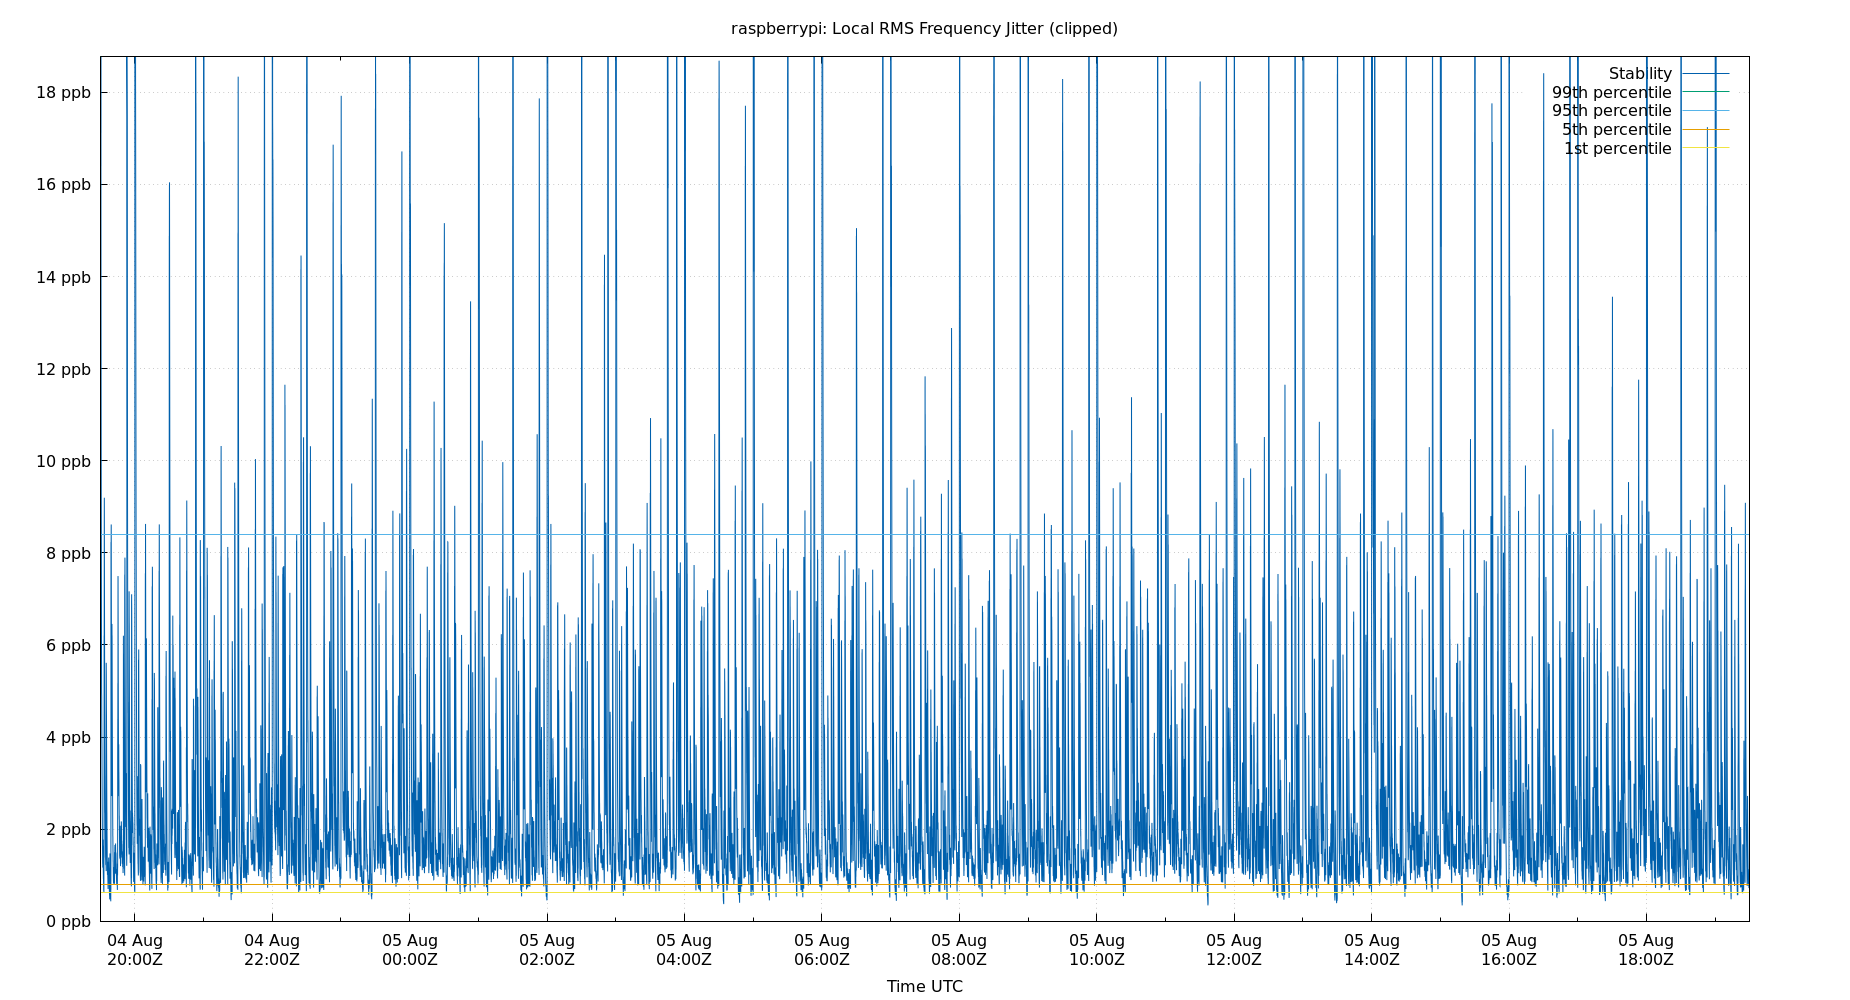 raspberrypi: Local RMS Frequency Jitter (clipped)
Stability
99th percentile
95th percentile
5th percentile
1st percentile
18 ppb
16 ppb
14 ppb
12 ppb
10 ppb
8 ppb
6 ppb
4 ppb
2 ppb
0 ppb
04 Aug 04 Aug 05 Aug 05 Aug 05 Aug 05 Aug 05 Aug 05 Aug 05 Aug 05 Aug 05 Aug 05 Aug
20:00Z 22:00Z 00:00Z 02:00Z 04:00Z 06:00Z 08:00Z 10:00Z 12:00Z 14:00Z 16:00Z 18:00Z
Time UTC